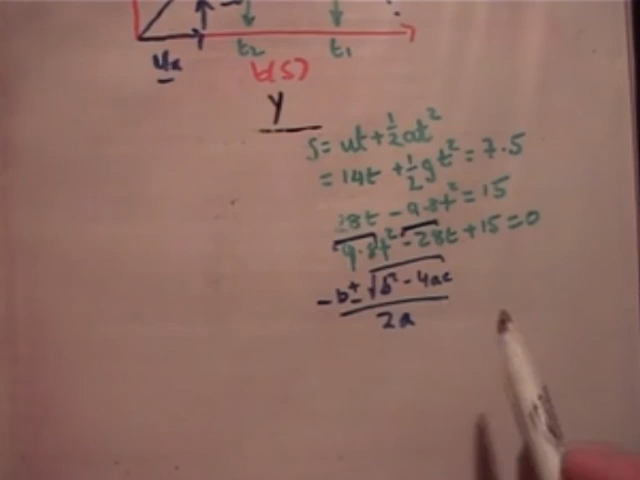 uₓ t₂ t₁
t(s)
Y
S = ut + ½at²
= 14t + ½gt² = 7.5
28t - 9.8t² = 15
9.8t² - 28t + 15 = 0
-b ± √b² - 4ac
2a